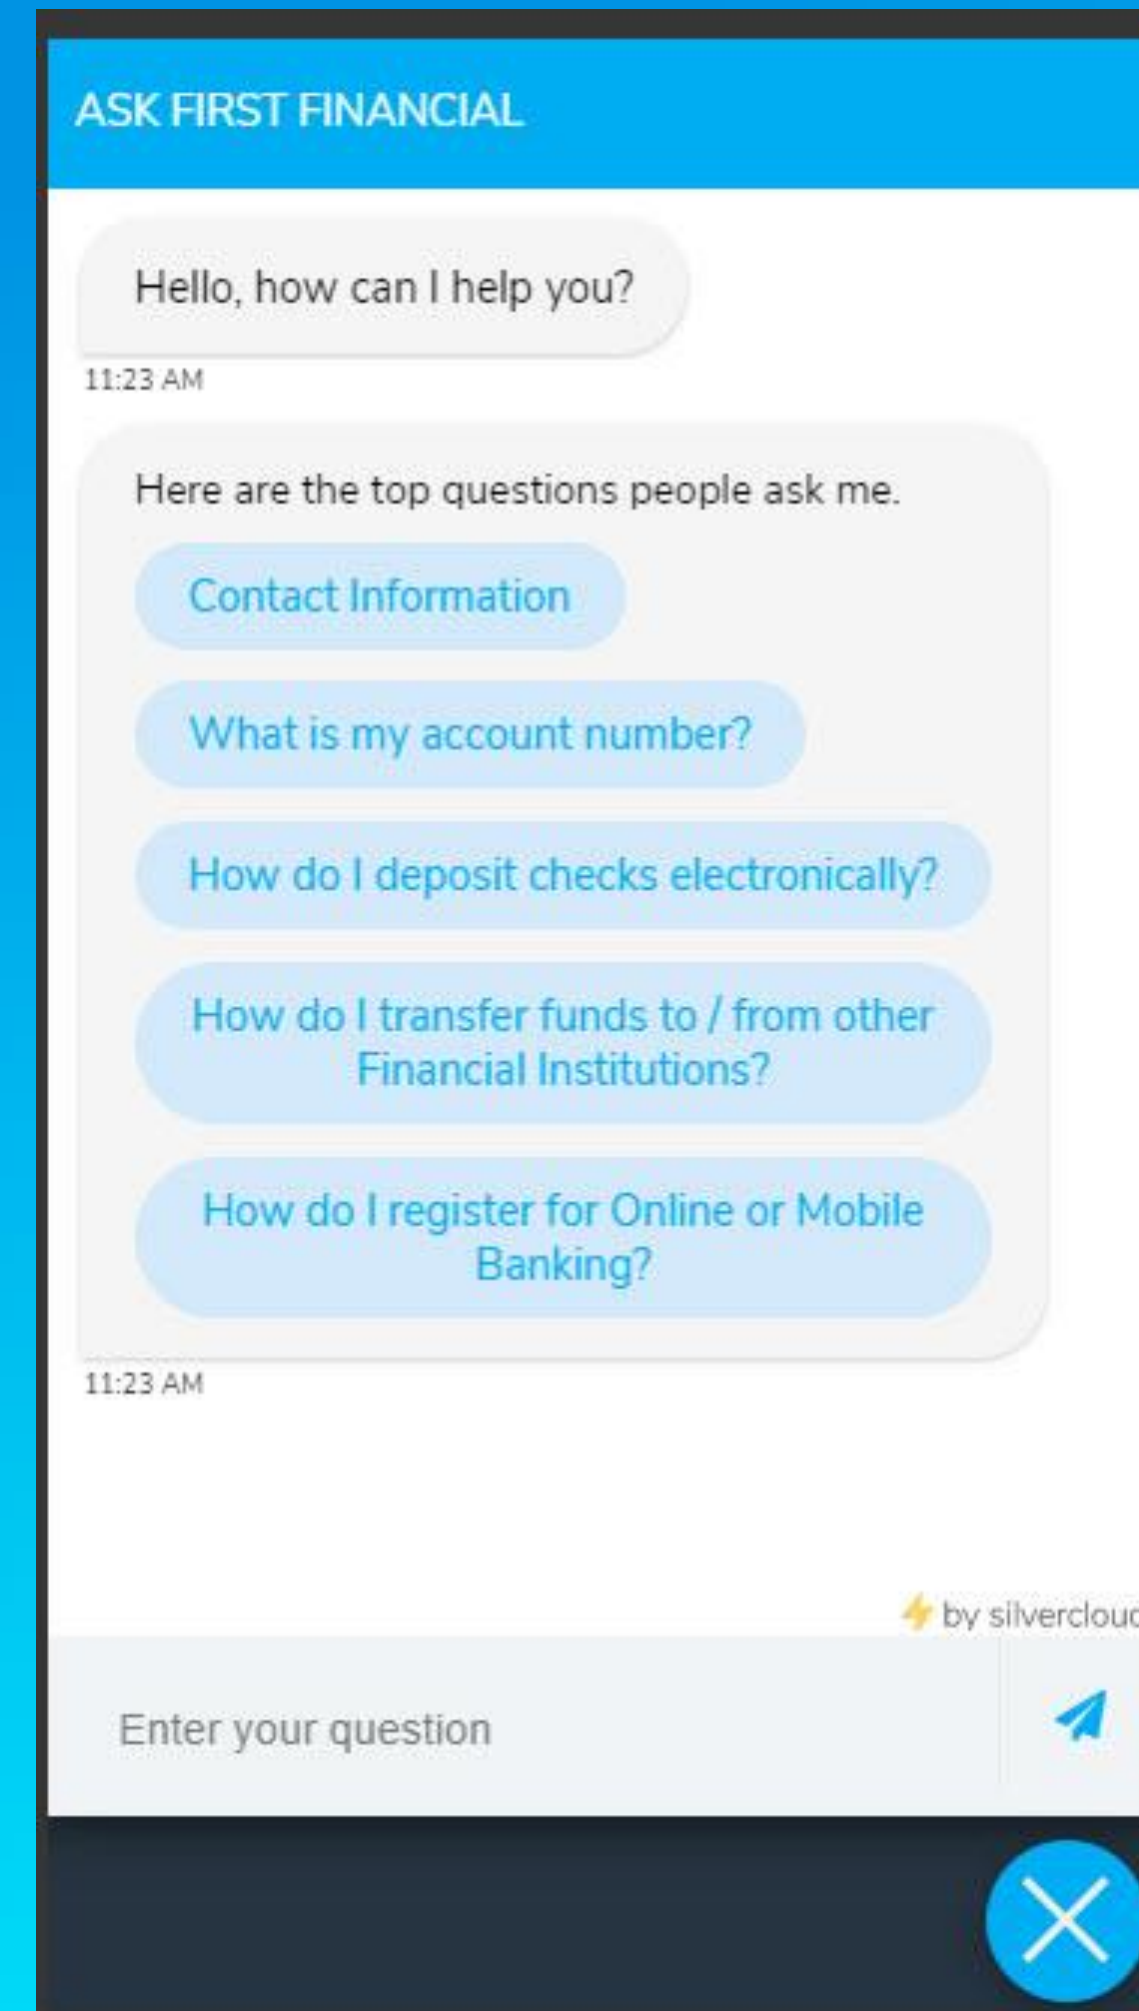 ASK FIRST FINANCIAL
Hello, how can I help you?
11:23 AM
Here are the top questions people ask me.
Contact Information
What is my account number?
How do I deposit checks electronically?
How do I transfer funds to / from other
Financial Institutions?
How do I register for Online or Mobile
Banking?
11:23 AM
by silvercloud
Enter your question